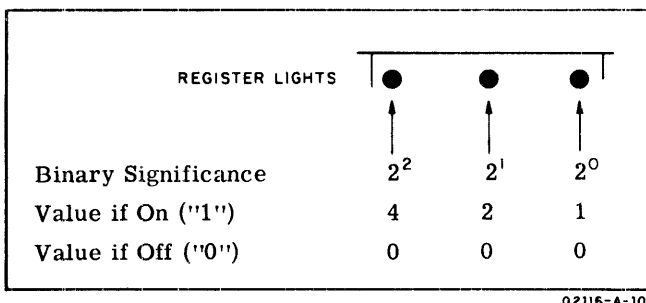 REGISTER LIGHTS
Binary Significance 2² 2¹ 2⁰
Value if On ("1") 4 2 1
Value if Off ("0") 0 0 0
02116-A-10